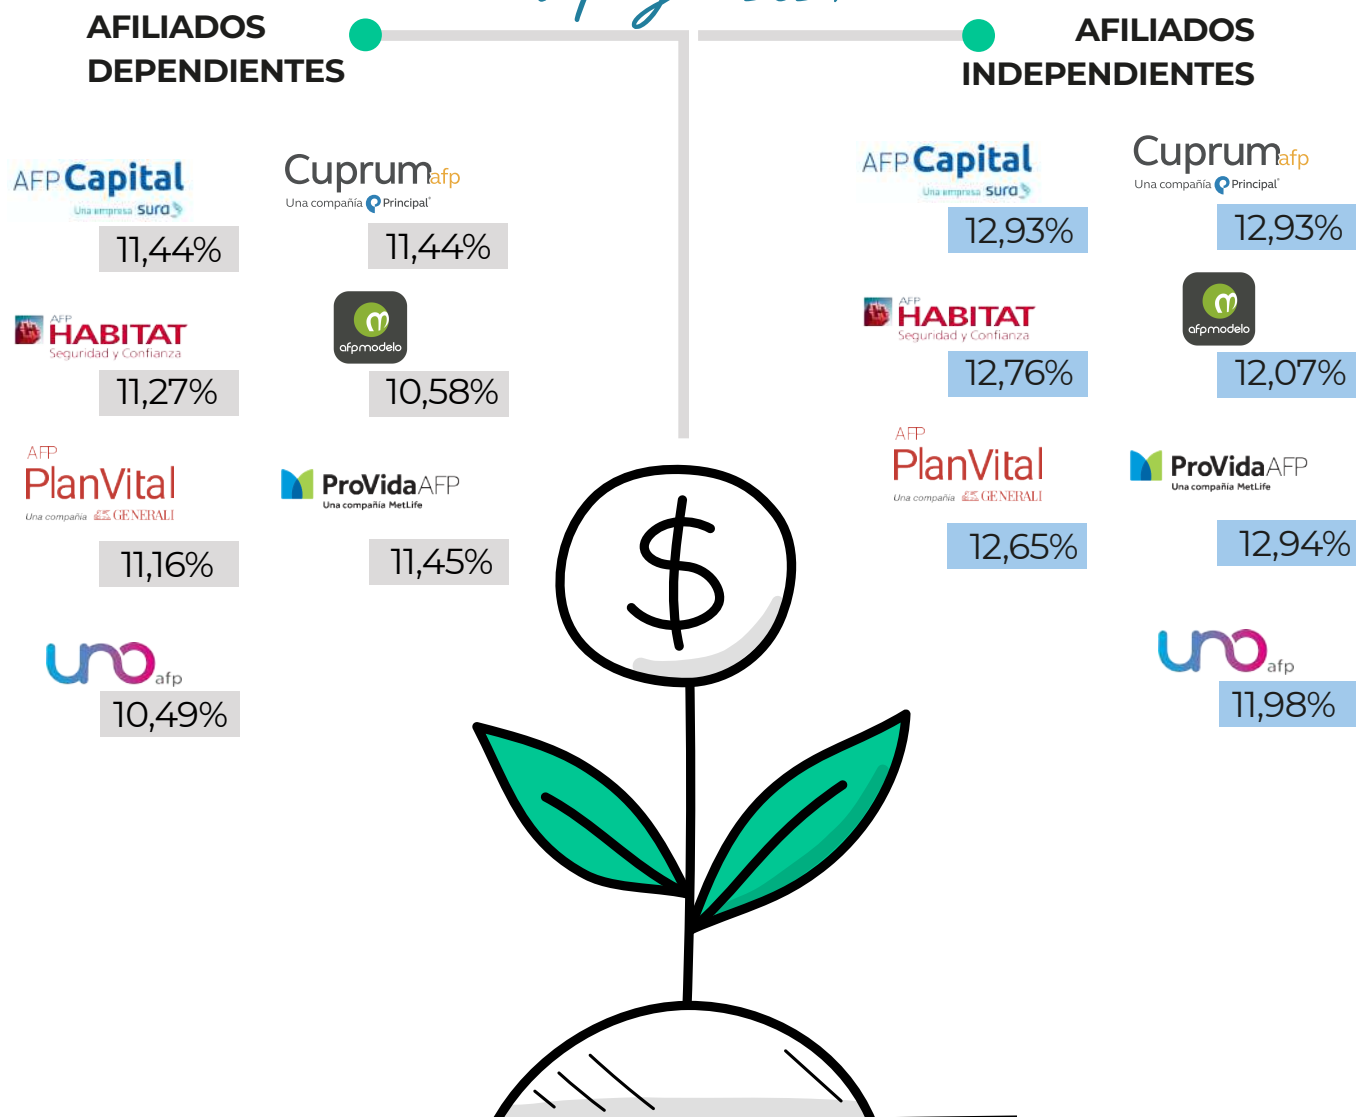 AFILIADOS
DEPENDIENTES
AFP Capital
Una empresa sura
11,44%
Cuprum afp
Una compañía Principal
11,44%
AFP
HABITAT
Seguridad y Confianza
11,27%
afpmodelo
10,58%
AFP
PlanVital
Una compañía GENERALI
11,16%
ProVida AFP
Una compañía MetLife
11,45%
uno afp
10,49%
$
AFILIADOS
INDEPENDIENTES
AFP Capital
Una empresa sura
12,93%
Cuprum afp
Una compañía Principal
12,93%
AFP
HABITAT
Seguridad y Confianza
12,76%
afpmodelo
12,07%
AFP
PlanVital
Una compañía GENERALI
12,65%
ProVida AFP
Una compañía MetLife
12,94%
uno afp
11,98%